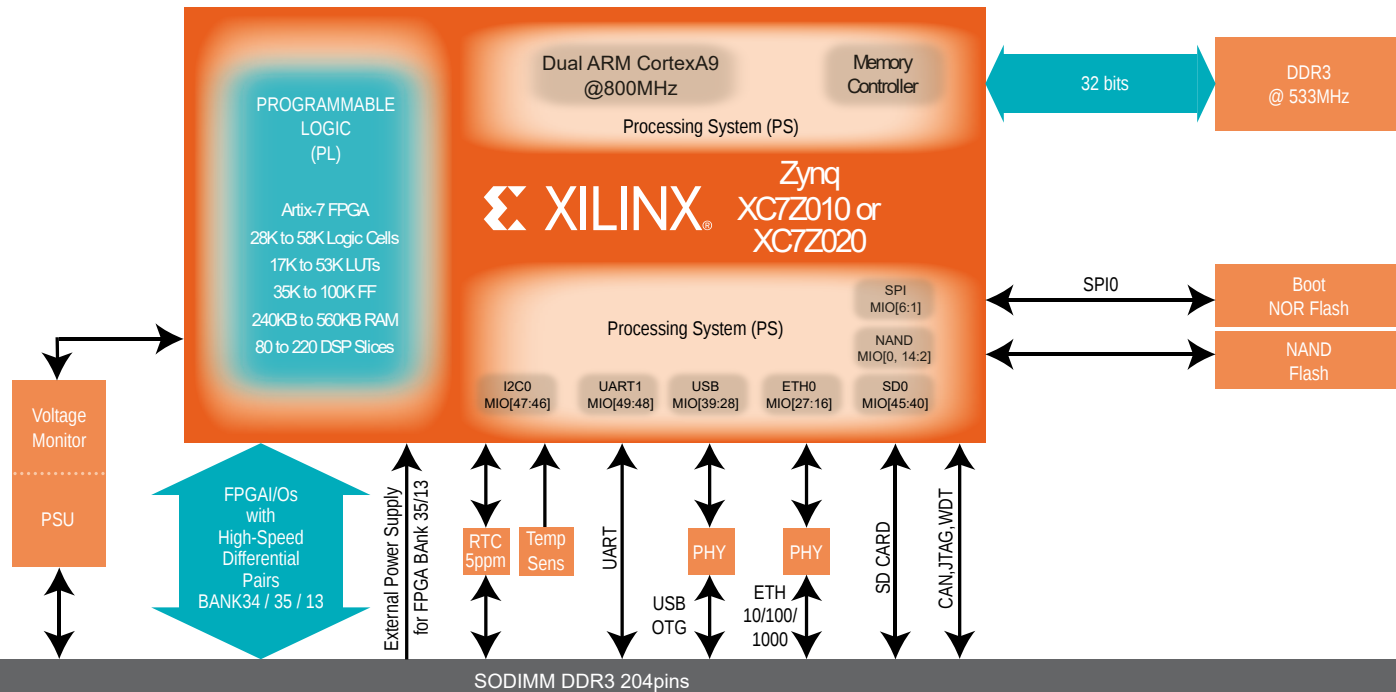 PROGRAMMABLE
LOGIC
(PL)
Artix-7 FPGA
28K to 58K Logic Cells
17K to 53K LUTs
35K to 100K FF
240KB to 560KB RAM
80 to 220 DSP Slices
Dual ARM CortexA9
@800MHz
Memory
Controller
Processing System (PS)
32 bits
DDR3
@ 533MHz
XILINX®
Zynq
XC7Z010 or
XC7Z020
Processing System (PS)
SPI
MIO[6:1]
NAND
MIO[0, 14:2]
I2C0
MIO[47:46]
UART1
MIO[49:48]
USB
MIO[39:28]
ETH0
MIO[27:16]
SD0
MIO[45:40]
SPI0
Boot
NOR Flash
NAND
Flash
Voltage
Monitor
PSU
FPGAI/Os
with
High-Speed
Differential
Pairs
BANK34 / 35 / 13
External Power Supply
for FPGA BAnk 35/13
RTC
5ppm
Temp
Sens
UART
PHY
USB
OTG
PHY
ETH
10/100/
1000
SD CARD
CAN,JTAG,WDT
SODIMM DDR3 204pins